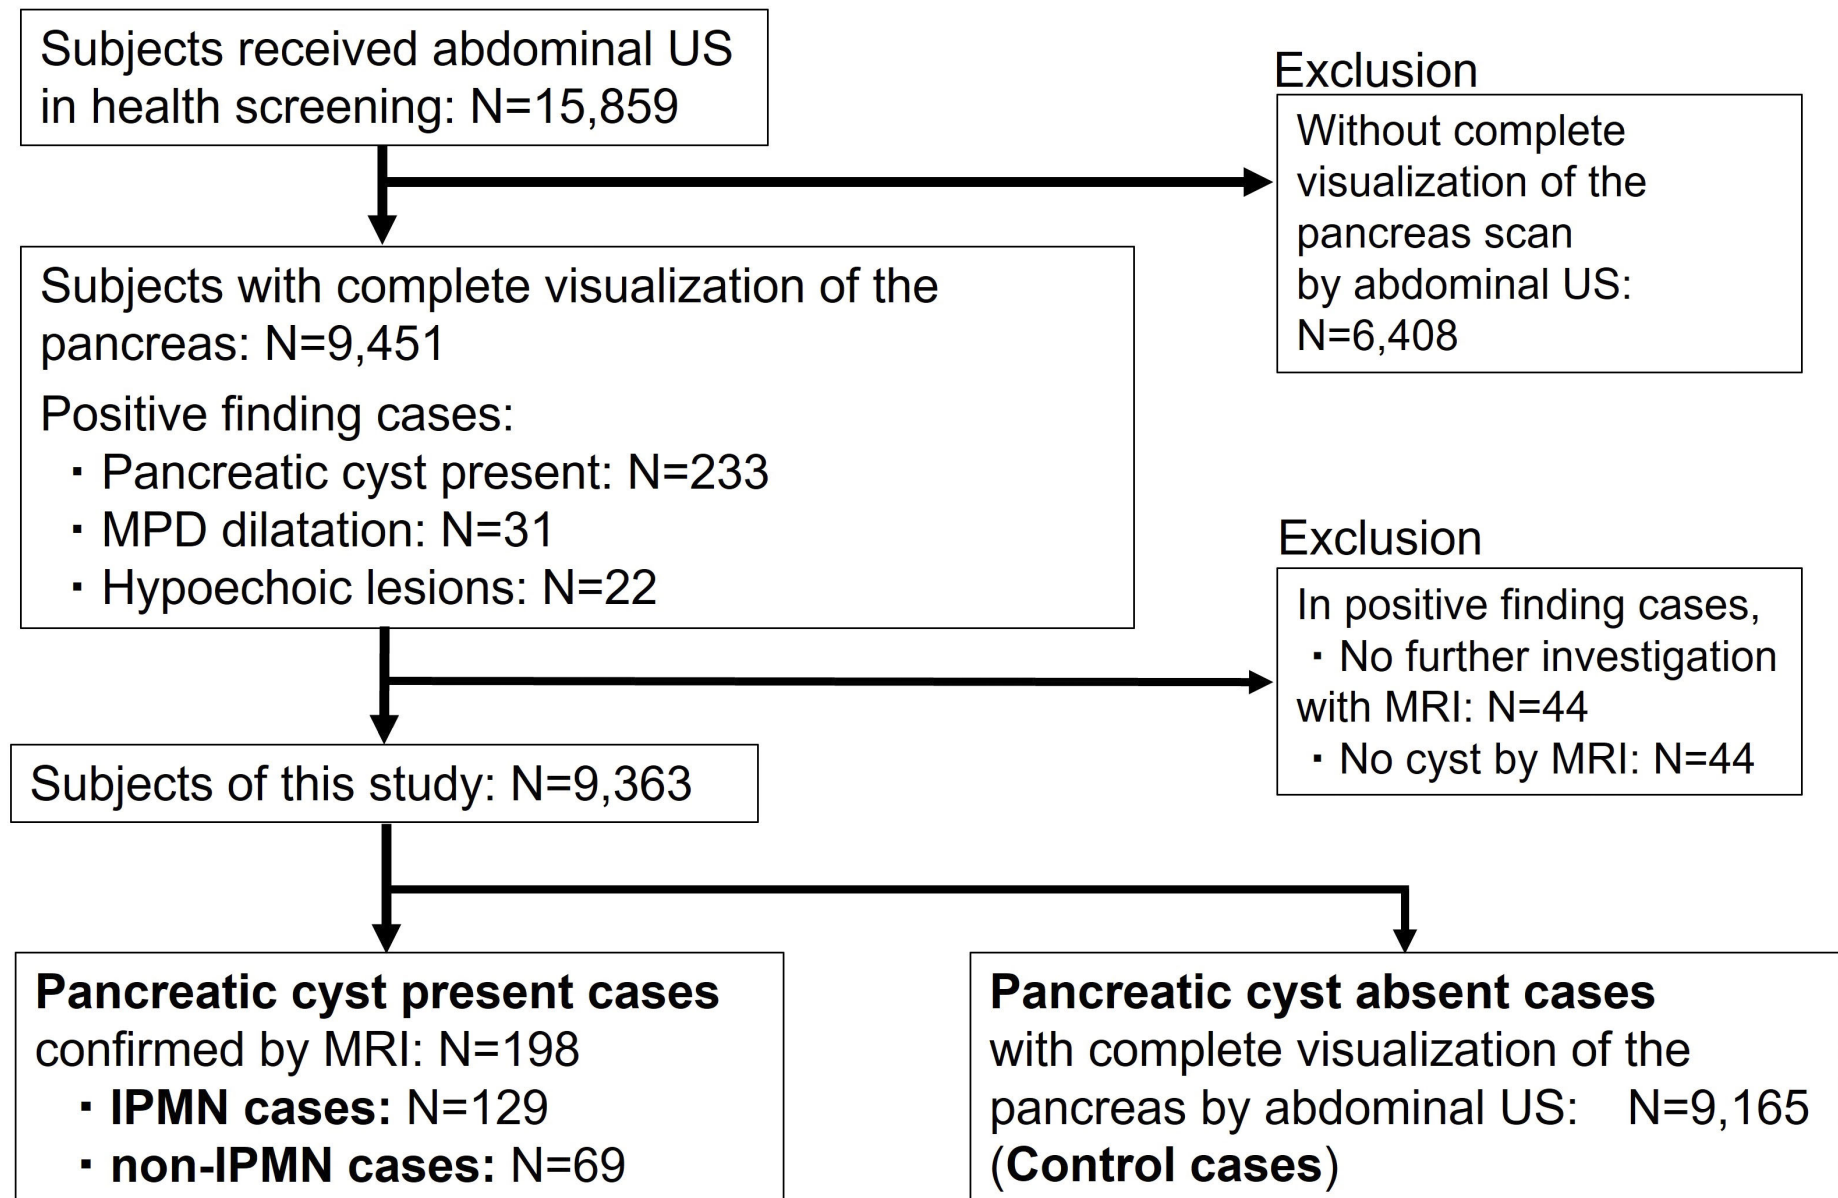 Subjects received abdominal US
in health screening: N=15,859
Exclusion
Without complete
visualization of the
pancreas scan
by abdominal US:
N=6,408
Subjects with complete visualization of the
pancreas: N=9,451
Positive finding cases:
・Pancreatic cyst present: N=233
・MPD dilatation: N=31
・Hypoechoic lesions: N=22
Exclusion
In positive finding cases,
・No further investigation
with MRI: N=44
・No cyst by MRI: N=44
Subjects of this study: N=9,363
Pancreatic cyst present cases
confirmed by MRI: N=198
・IPMN cases: N=129
・non-IPMN cases: N=69
Pancreatic cyst absent cases
with complete visualization of the
pancreas by abdominal US: N=9,165
(Control cases)